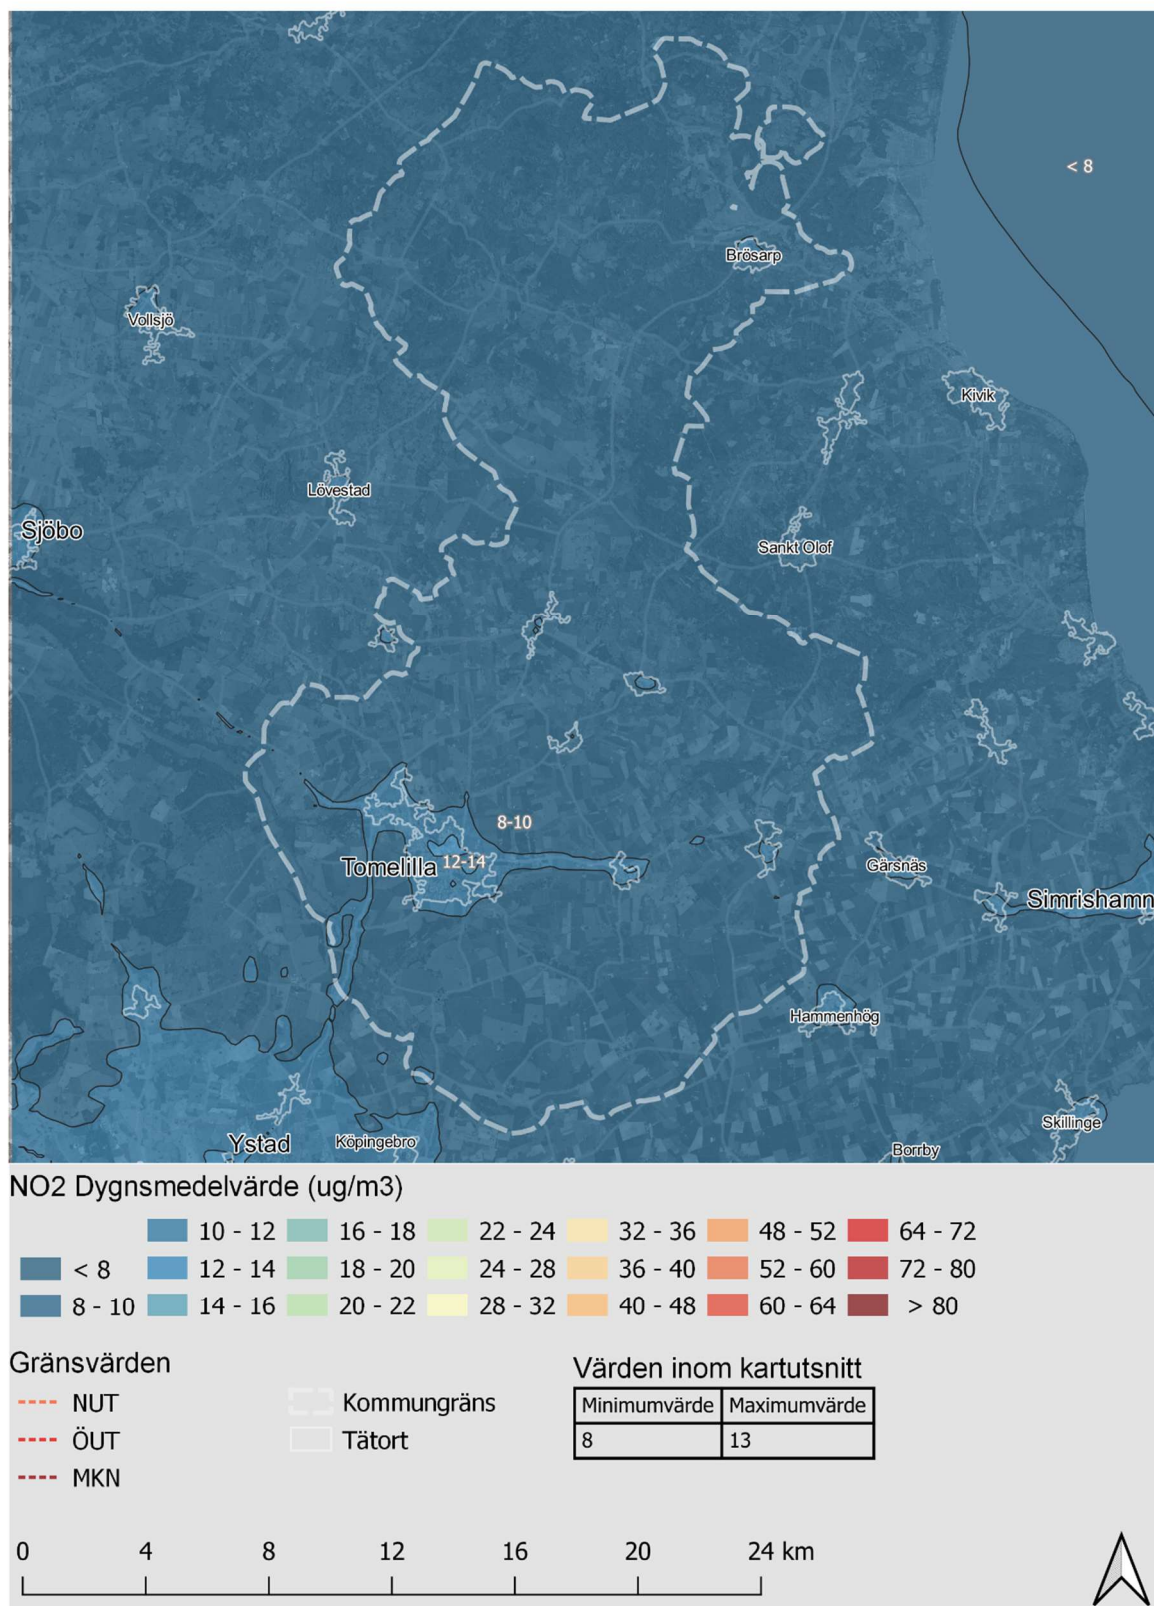 < 8
Brösarp
Vollsjö
Kivik
Lövestad
Sjöbo
Sankt Olof
8-10
Tomelilla 12-14
Gärsnäs
Simrishamn
Hammenhög
Skillinge
Ystad
Köpingebro
Borrby
NO2 Dygnsmedelvärde (ug/m3)
10 - 12 16 - 18 22 - 24 32 - 36 48 - 52 64 - 72
< 8 12 - 14 18 - 20 24 - 28 36 - 40 52 - 60 72 - 80
8 - 10 14 - 16 20 - 22 28 - 32 40 - 48 60 - 64 > 80
Gränsvärden
NUT
ÖUT
MKN
Kommungräns
Tätort
Värden inom kartutsnitt
Minimumvärde Maximumvärde
8 13
0 4 8 12 16 20 24 km